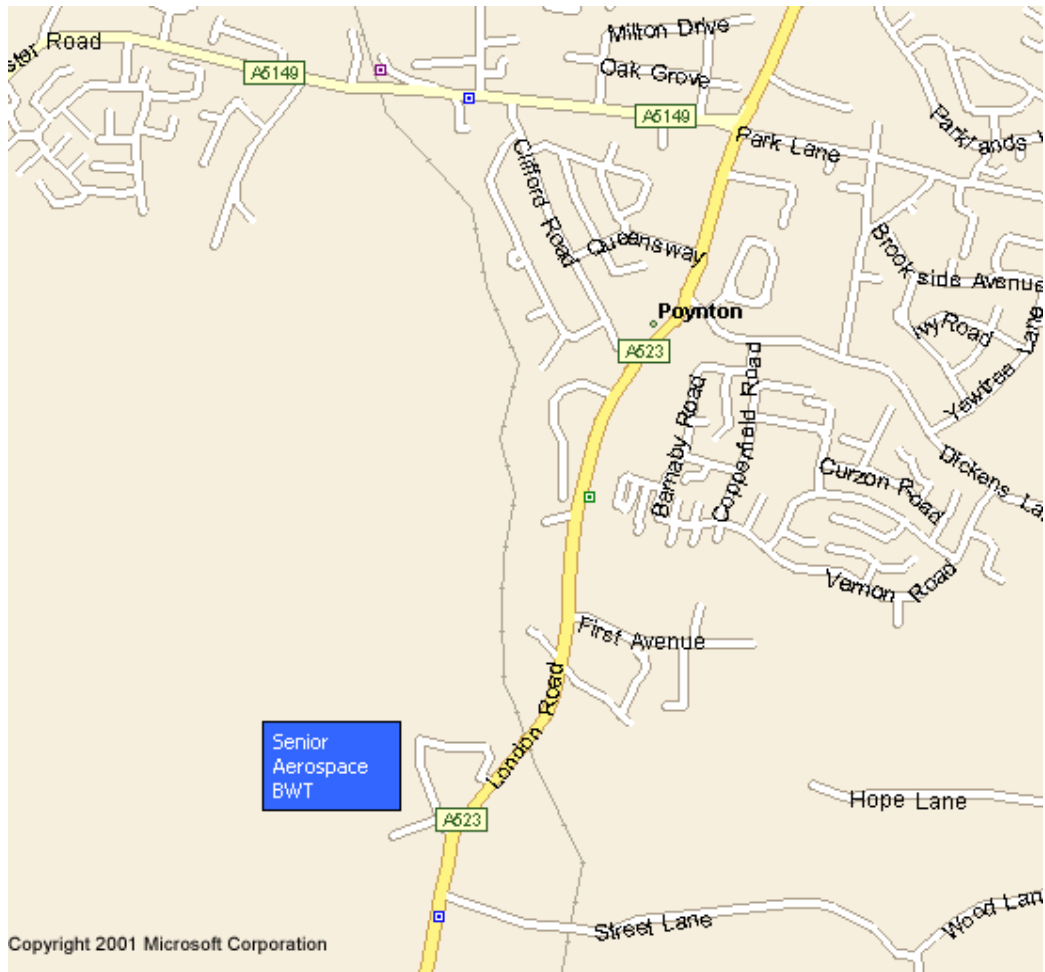 Milton Drive
ster Road
Oak Grove
A5149
A5149
Park Lane
Parklands
Clifford Road
Queensway
Brookside Avenue
Poynton
Ivy Road
Yewtree Lane
A523
Barnaby Road
Copperfield Road
Dickens La
Curzon Road
Vernon Road
First Avenue
London Road
Senior
Aerospace
BWT
Hope Lane
A523
Street Lane
Wood Lan
Copyright 2001 Microsoft Corporation